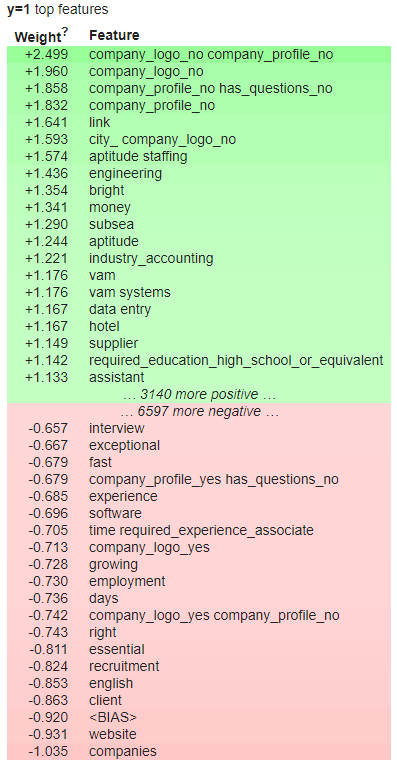 y=1 top features
Weight? Feature
+2.499 company_logo_no company_profile_no
+1.960 company_logo_no
+1.858 company_profile_no has_questions_no
+1.832 company_profile_no
+1.641 link
+1.593 city_ company_logo_no
+1.574 aptitude staffing
+1.436 engineering
+1.354 bright
+1.341 money
+1.290 subsea
+1.244 aptitude
+1.221 industry_accounting
+1.176 vam
+1.176 vam systems
+1.167 data entry
+1.167 hotel
+1.149 supplier
+1.142 required_education_high_school_or_equivalent
+1.133 assistant
… 3140 more positive …
… 6597 more negative …
-0.657 interview
-0.667 exceptional
-0.679 fast
-0.679 company_profile_yes has_questions_no
-0.685 experience
-0.696 software
-0.705 time required_experience_associate
-0.713 company_logo_yes
-0.728 growing
-0.730 employment
-0.736 days
-0.742 company_logo_yes company_profile_no
-0.743 right
-0.811 essential
-0.824 recruitment
-0.853 english
-0.863 client
-0.920 <BIAS>
-0.931 website
-1.035 companies